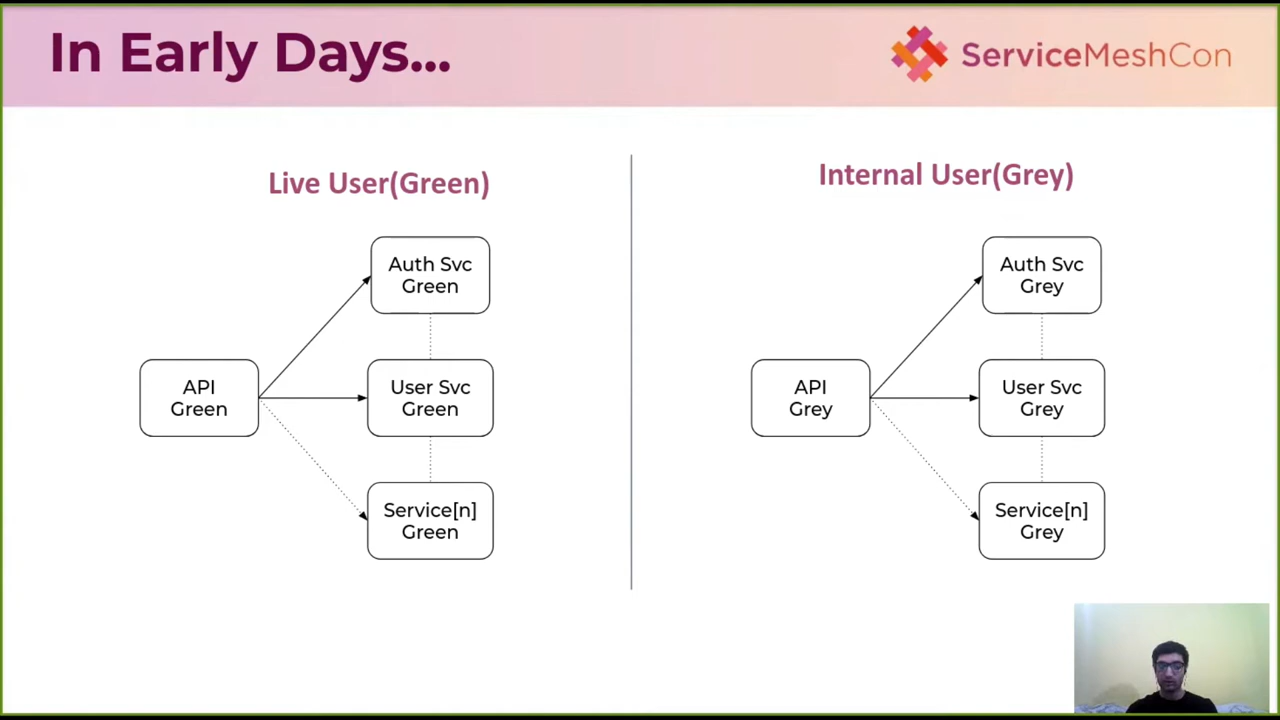 In Early Days...
ServiceMeshCon
Live User(Green)
Auth Svc
Green
API
Green
User Svc
Green
Service[n]
Green
Internal User(Grey)
Auth Svc
Grey
API
Grey
User Svc
Grey
Service[n]
Grey